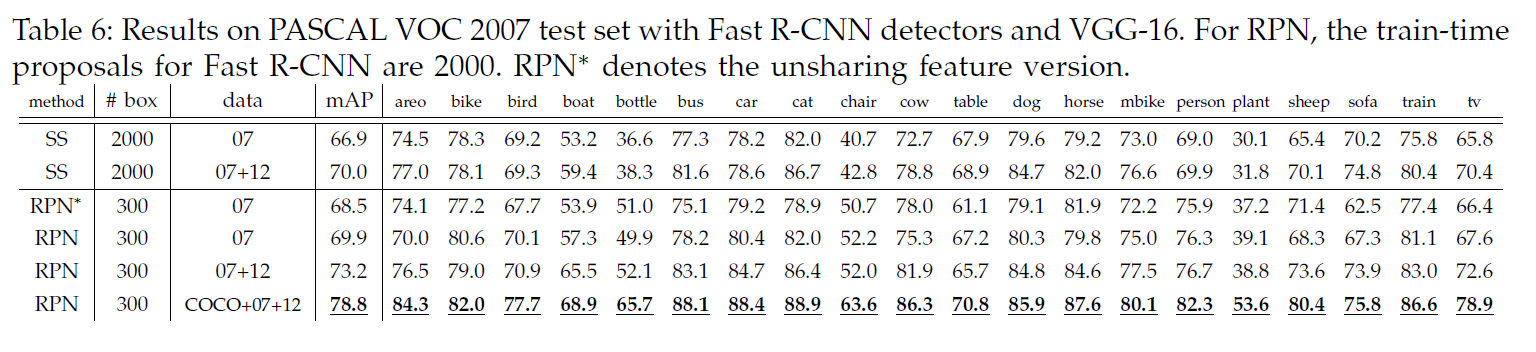 Table 6: Results on PASCAL VOC 2007 test set with Fast R-CNN detectors and VGG-16. For RPN, the train-time
proposals for Fast R-CNN are 2000. RPN* denotes the unsharing feature version.
method # box data mAP areo bike bird boat bottle bus car cat chair cow table dog horse mbike person plant sheep sofa train tv
SS 2000 07 66.9 74.5 78.3 69.2 53.2 36.6 77.3 78.2 82.0 40.7 72.7 67.9 79.6 79.2 73.0 69.0 30.1 65.4 70.2 75.8 65.8
SS 2000 07+12 70.0 77.0 78.1 69.3 59.4 38.3 81.6 78.6 86.7 42.8 78.8 68.9 84.7 82.0 76.6 69.9 31.8 70.1 74.8 80.4 70.4
RPN* 300 07 68.5 74.1 77.2 67.7 53.9 51.0 75.1 79.2 78.9 50.7 78.0 61.1 79.1 81.9 72.2 75.9 37.2 71.4 62.5 77.4 66.4
RPN 300 07 69.9 70.0 80.6 70.1 57.3 49.9 78.2 80.4 82.0 52.2 75.3 67.2 80.3 79.8 75.0 76.3 39.1 68.3 67.3 81.1 67.6
RPN 300 07+12 73.2 76.5 79.0 70.9 65.5 52.1 83.1 84.7 86.4 52.0 81.9 65.7 84.8 84.6 77.5 76.7 38.8 73.6 73.9 83.0 72.6
RPN 300 COCO+07+12 78.8 84.3 82.0 77.7 68.9 65.7 88.1 88.4 88.9 63.6 86.3 70.8 85.9 87.6 80.1 82.3 53.6 80.4 75.8 86.6 78.9